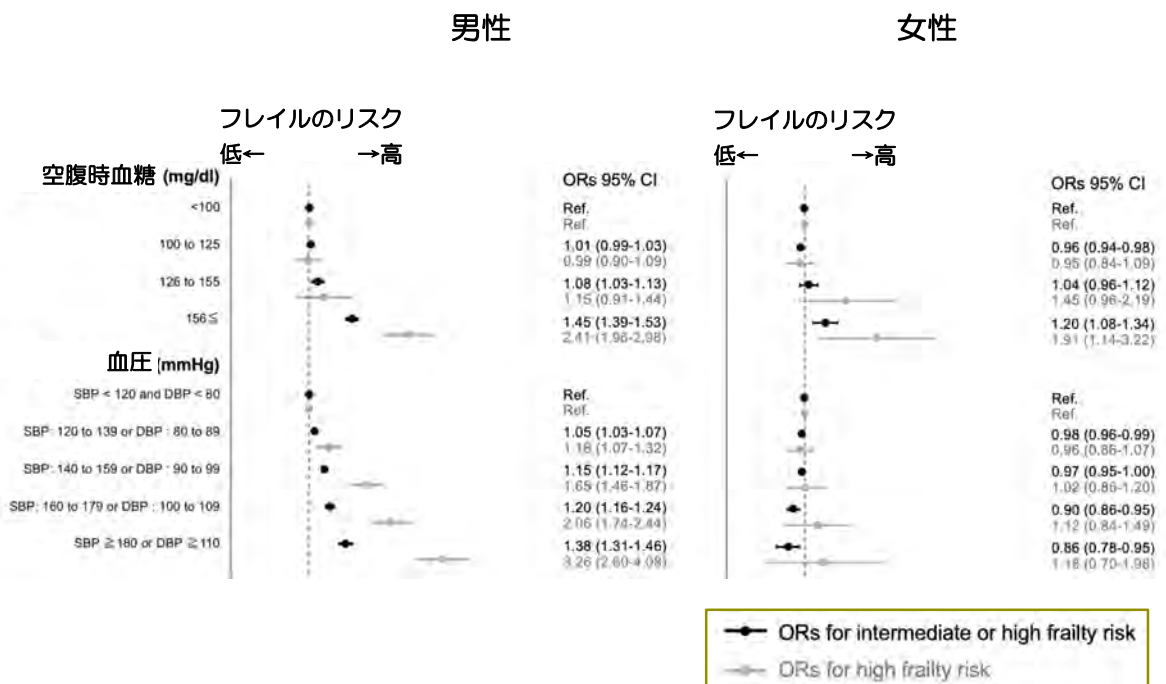 男性 女性
フレイルのリスク フレイルのリスク
低← →高 低← →高
空腹時血糖 (mg/dl) ORs 95% CI ORs 95% CI
<100 Ref. Ref.
Ref. Ref.
100 to 125 1.01 (0.99-1.03) 0.96 (0.94-0.98)
0.99 (0.90-1.09) 0.95 (0.84-1.09)
126 to 155 1.08 (1.03-1.13) 1.04 (0.96-1.12)
1.15 (0.91-1.44) 1.45 (0.96-2.19)
156≦ 1.45 (1.39-1.53) 1.20 (1.08-1.34)
2.41 (1.96-2.98) 1.91 (1.14-3.22)
血圧 (mmHg)
SBP < 120 and DBP < 80 Ref. Ref.
Ref. Ref.
SBP: 120 to 139 or DBP : 80 to 89 1.05 (1.03-1.07) 0.98 (0.96-0.99)
1.18 (1.07-1.32) 0.96 (0.86-1.07)
SBP: 140 to 159 or DBP : 90 to 99 1.15 (1.12-1.17) 0.97 (0.95-1.00)
1.65 (1.46-1.87) 1.02 (0.86-1.20)
SBP: 160 to 179 or DBP : 100 to 109 1.20 (1.16-1.24) 0.90 (0.86-0.95)
2.06 (1.74-2.44) 1.12 (0.84-1.49)
SBP ≧180 or DBP ≧110 1.38 (1.31-1.46) 0.86 (0.78-0.95)
3.26 (2.60-4.08) 1.18 (0.70-1.98)
ORs for intermediate or high frailty risk
ORs for high frailty risk